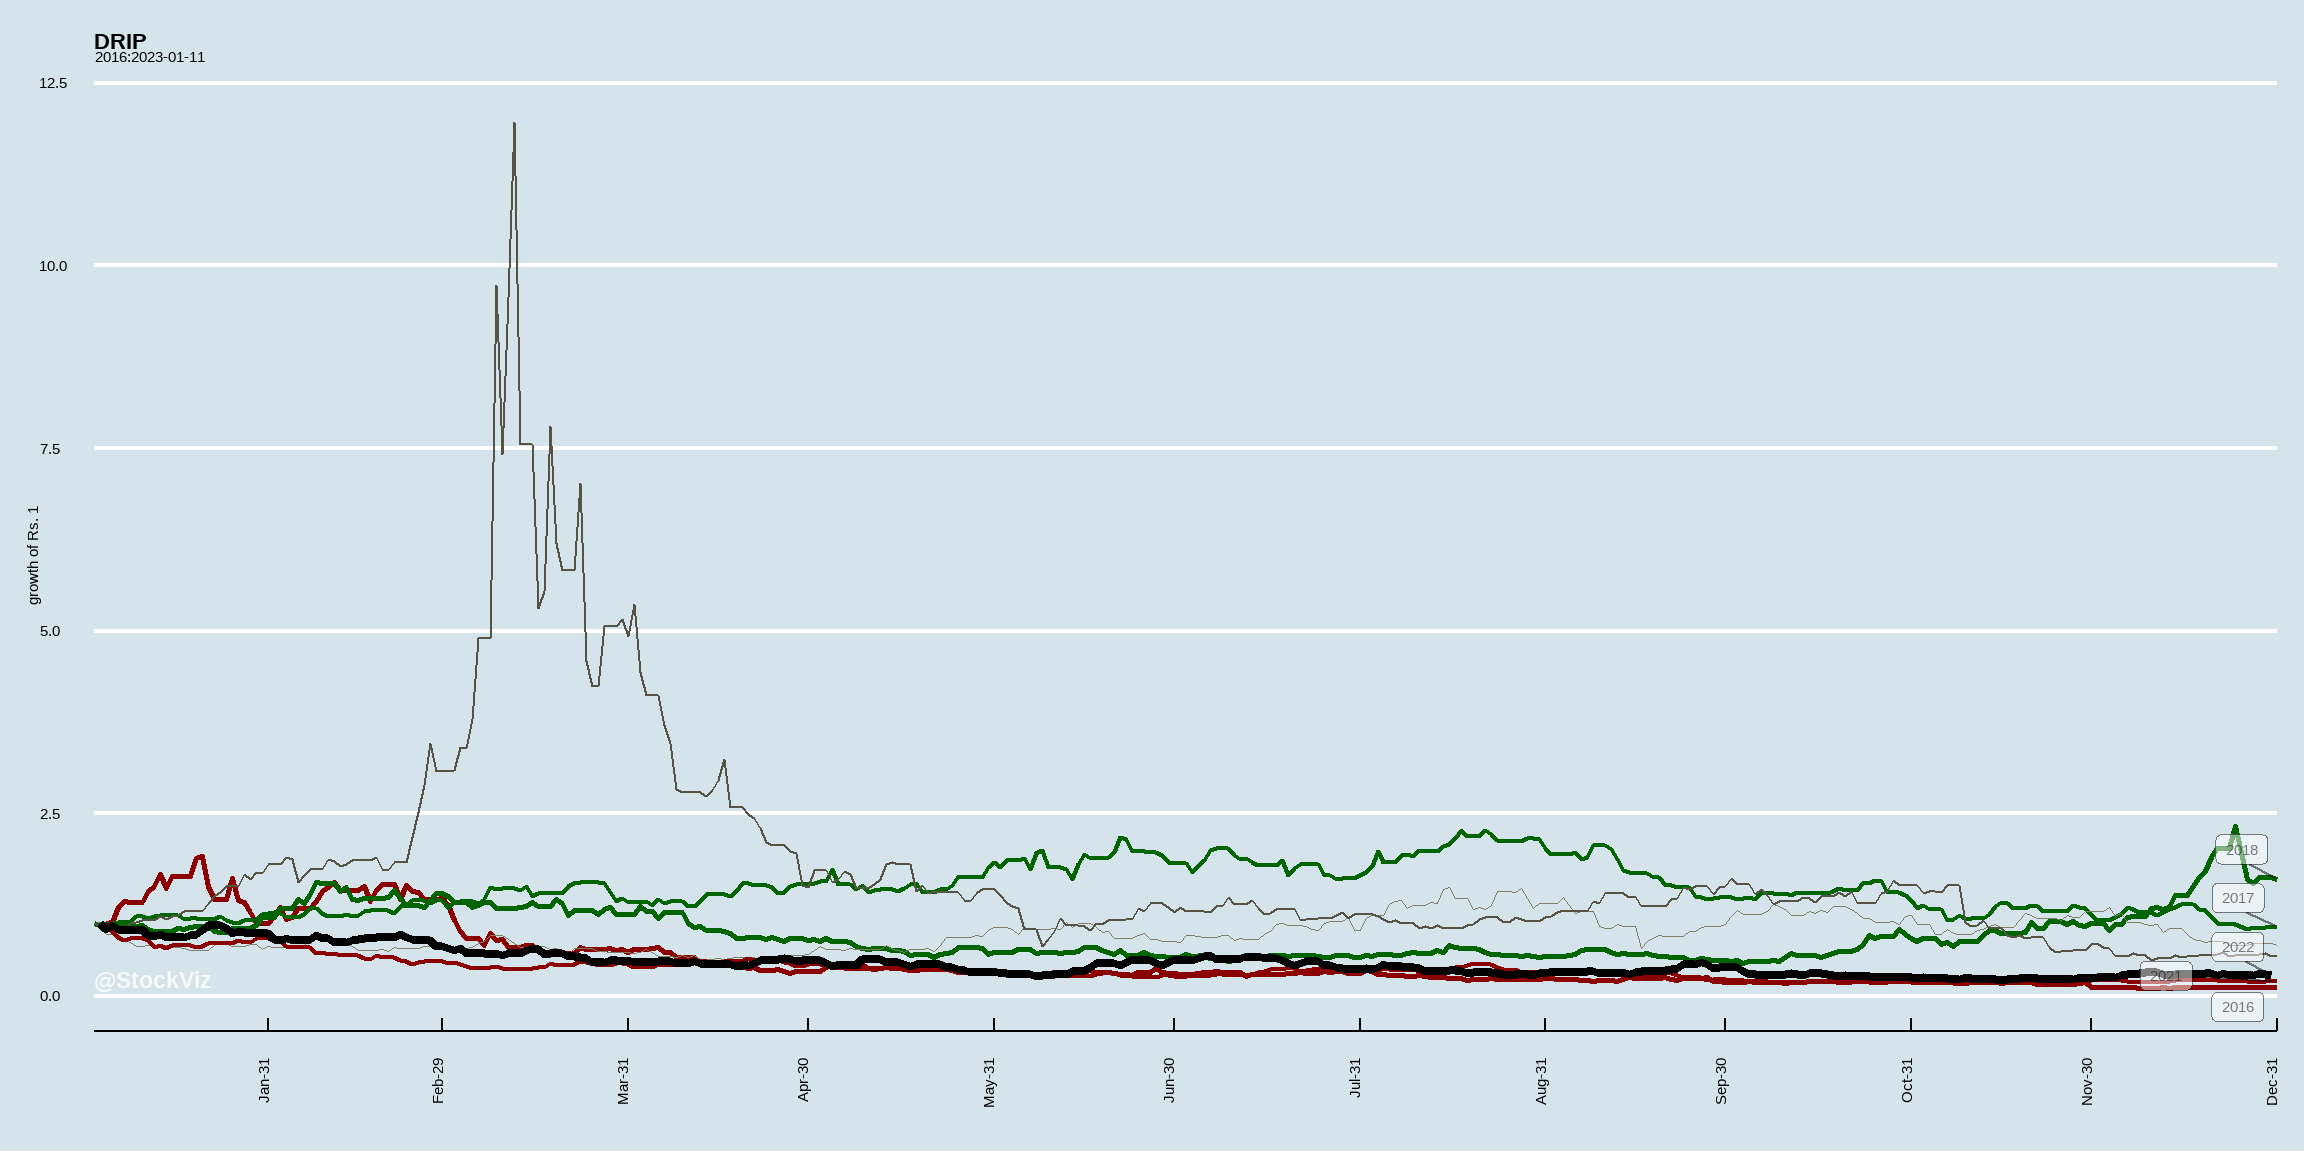 DRIP
2016:2023-01-11
12.5
10.0
7.5
5.0
2.5
0.0
growth of Rs. 1
@StockViz
2018
2017
2022
2021
2016
Jan-31
Feb-29
Mar-31
Apr-30
May-31
Jun-30
Jul-31
Aug-31
Sep-30
Oct-31
Nov-30
Dec-31